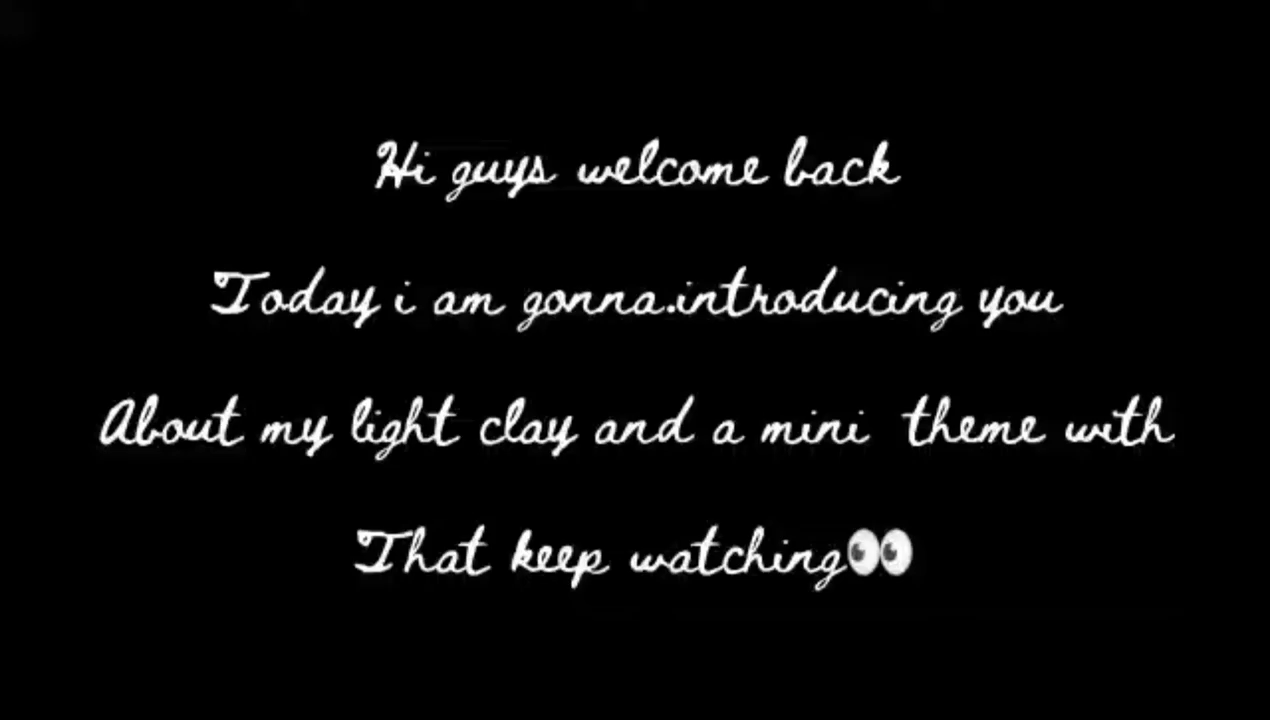 Hi guys welcome back
Today i am gonna.introducing you
About my light clay and a mini theme with
That keep watching👀